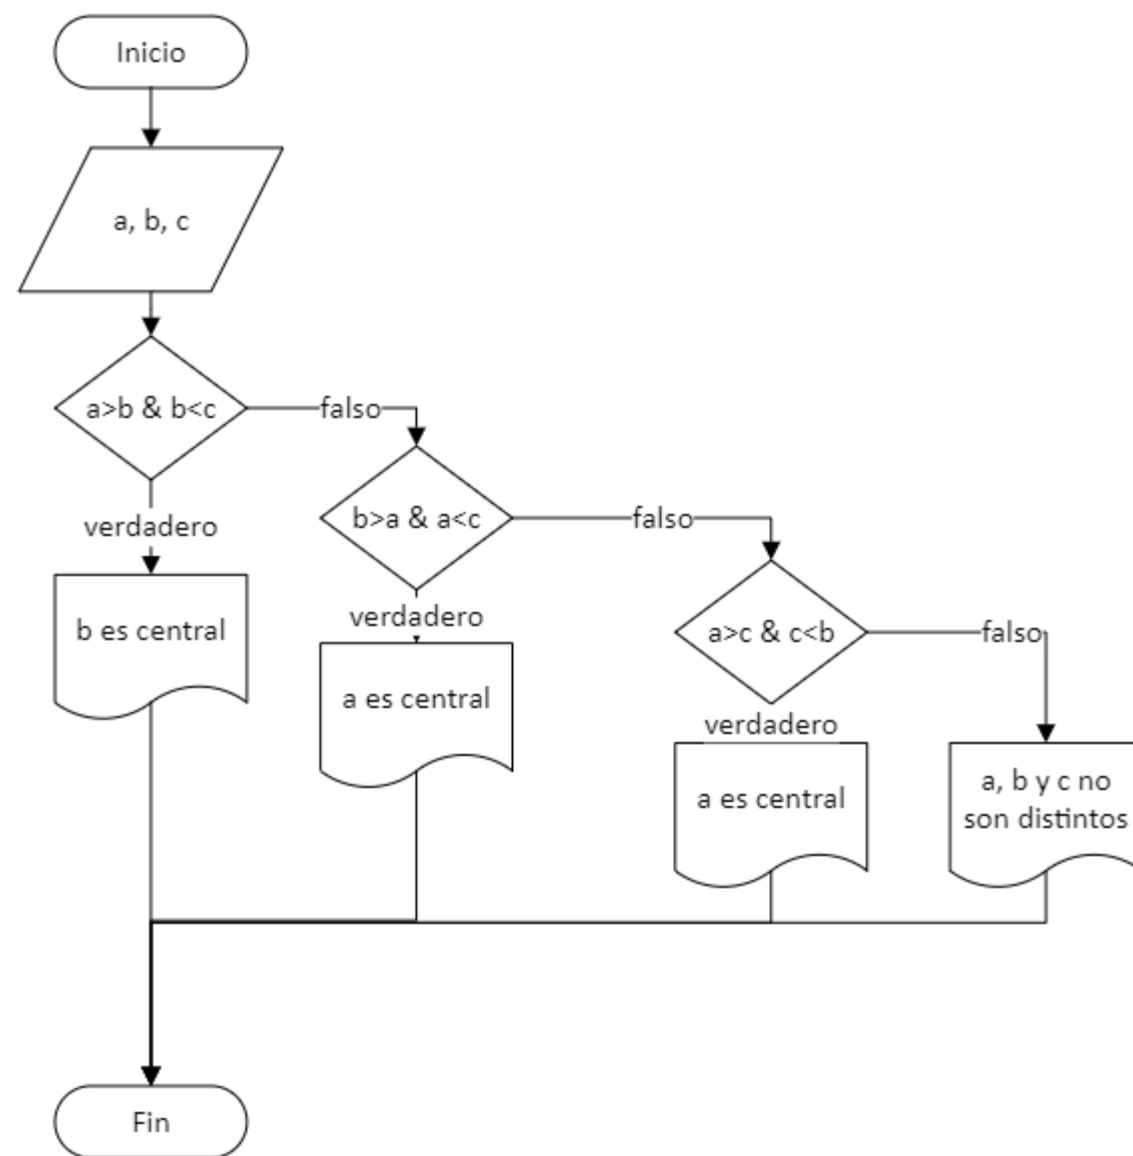 Inicio
a, b, c
a>b & b<c
falso
verdadero
b es central
b>a & a<c
falso
verdadero
a es central
a>c & c<b
falso
verdadero
a es central
a, b y c no
son distintos
Fin